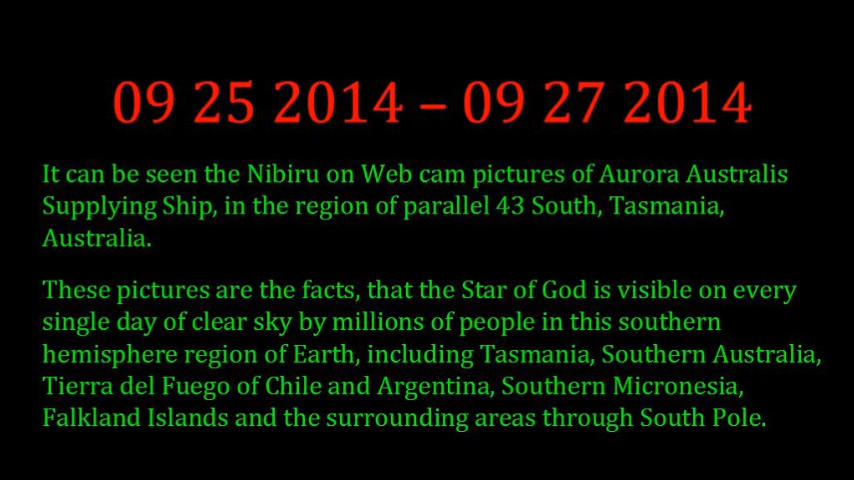 09 25 2014 – 09 27 2014
It can be seen the Nibiru on Web cam pictures of Aurora Australis
Supplying Ship, in the region of parallel 43 South, Tasmania,
Australia.
These pictures are the facts, that the Star of God is visible on every
single day of clear sky by millions of people in this southern
hemisphere region of Earth, including Tasmania, Southern Australia,
Tierra del Fuego of Chile and Argentina, Southern Micronesia,
Falkland Islands and the surrounding areas through South Pole.